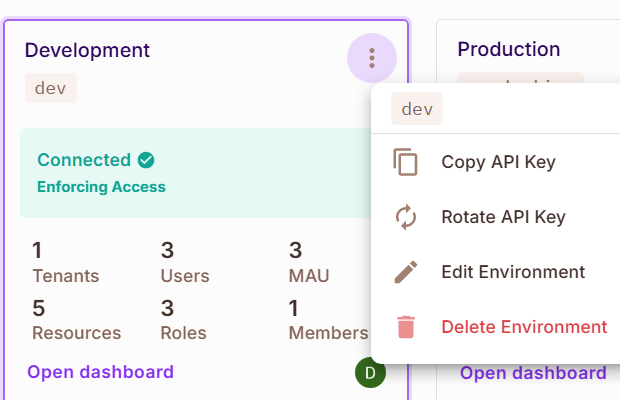 Development
dev
Connected
Enforcing Access
1
Tenants
3
Users
3
MAU
5
Resources
3
Roles
1
Members
Open dashboard
D
Production
dev
Copy API Key
Rotate API Key
Edit Environment
Delete Environment
Open dashboard